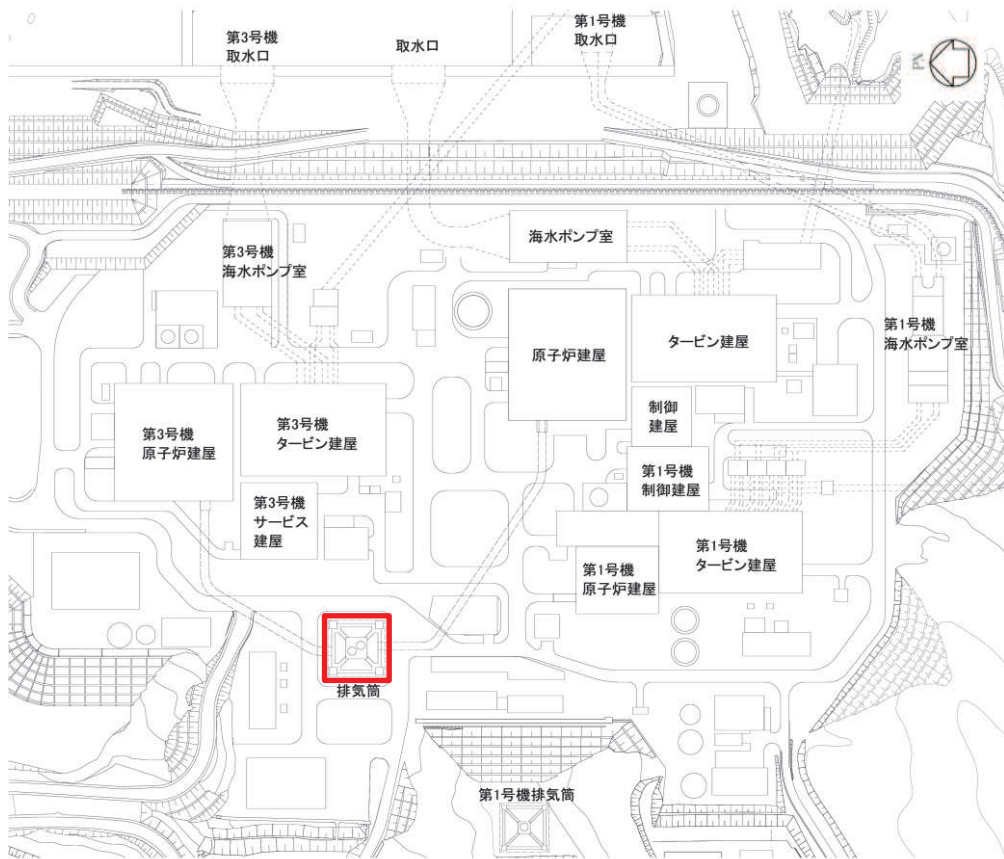 第3号機
取水口
取水口
第1号機
取水口
PN
海水ポンプ室
第3号機
海水ポンプ室
第1号機
海水ポンプ室
原子炉建屋
タービン建屋
制御
建屋
第3号機
原子炉建屋
第3号機
タービン建屋
第1号機
制御建屋
第3号機
サービス
建屋
第1号機
タービン建屋
第1号機
原子炉建屋
排気筒
第1号機排気筒